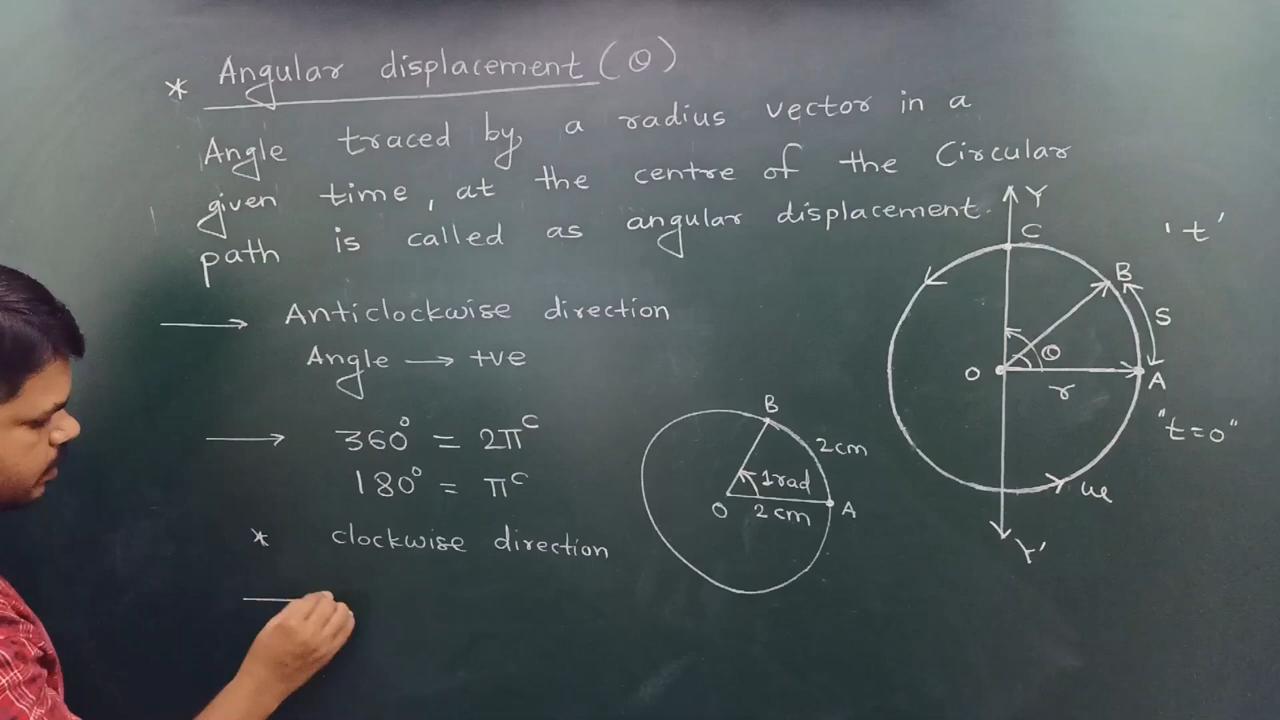 * Angular displacement (θ)
Angle traced by a radius vector in a
given time, at the centre of the Circular
path is called as angular displacement.
→ Anticlockwise direction
Angle → +ve
→ 360° = 2π^c
180° = π^c
* clockwise direction
B
2cm
1rad
O
2cm
A
Y
C
't'
B
S
θ
O
r
A
"t=0"
Y'